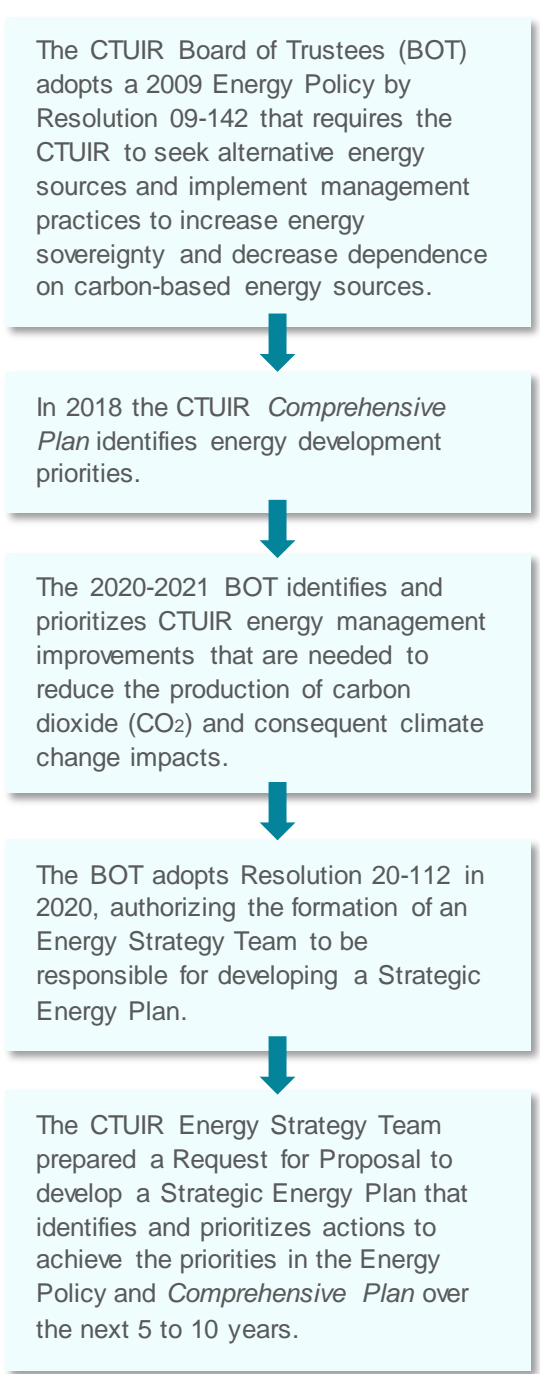 The CTUIR Board of Trustees (BOT)
adopts a 2009 Energy Policy by
Resolution 09-142 that requires the
CTUIR to seek alternative energy
sources and implement management
practices to increase energy
sovereignty and decrease dependence
on carbon-based energy sources.
In 2018 the CTUIR Comprehensive
Plan identifies energy development
priorities.
The 2020-2021 BOT identifies and
prioritizes CTUIR energy management
improvements that are needed to
reduce the production of carbon
dioxide (CO2) and consequent climate
change impacts.
The BOT adopts Resolution 20-112 in
2020, authorizing the formation of an
Energy Strategy Team to be
responsible for developing a Strategic
Energy Plan.
The CTUIR Energy Strategy Team
prepared a Request for Proposal to
develop a Strategic Energy Plan that
identifies and prioritizes actions to
achieve the priorities in the Energy
Policy and Comprehensive Plan over
the next 5 to 10 years.